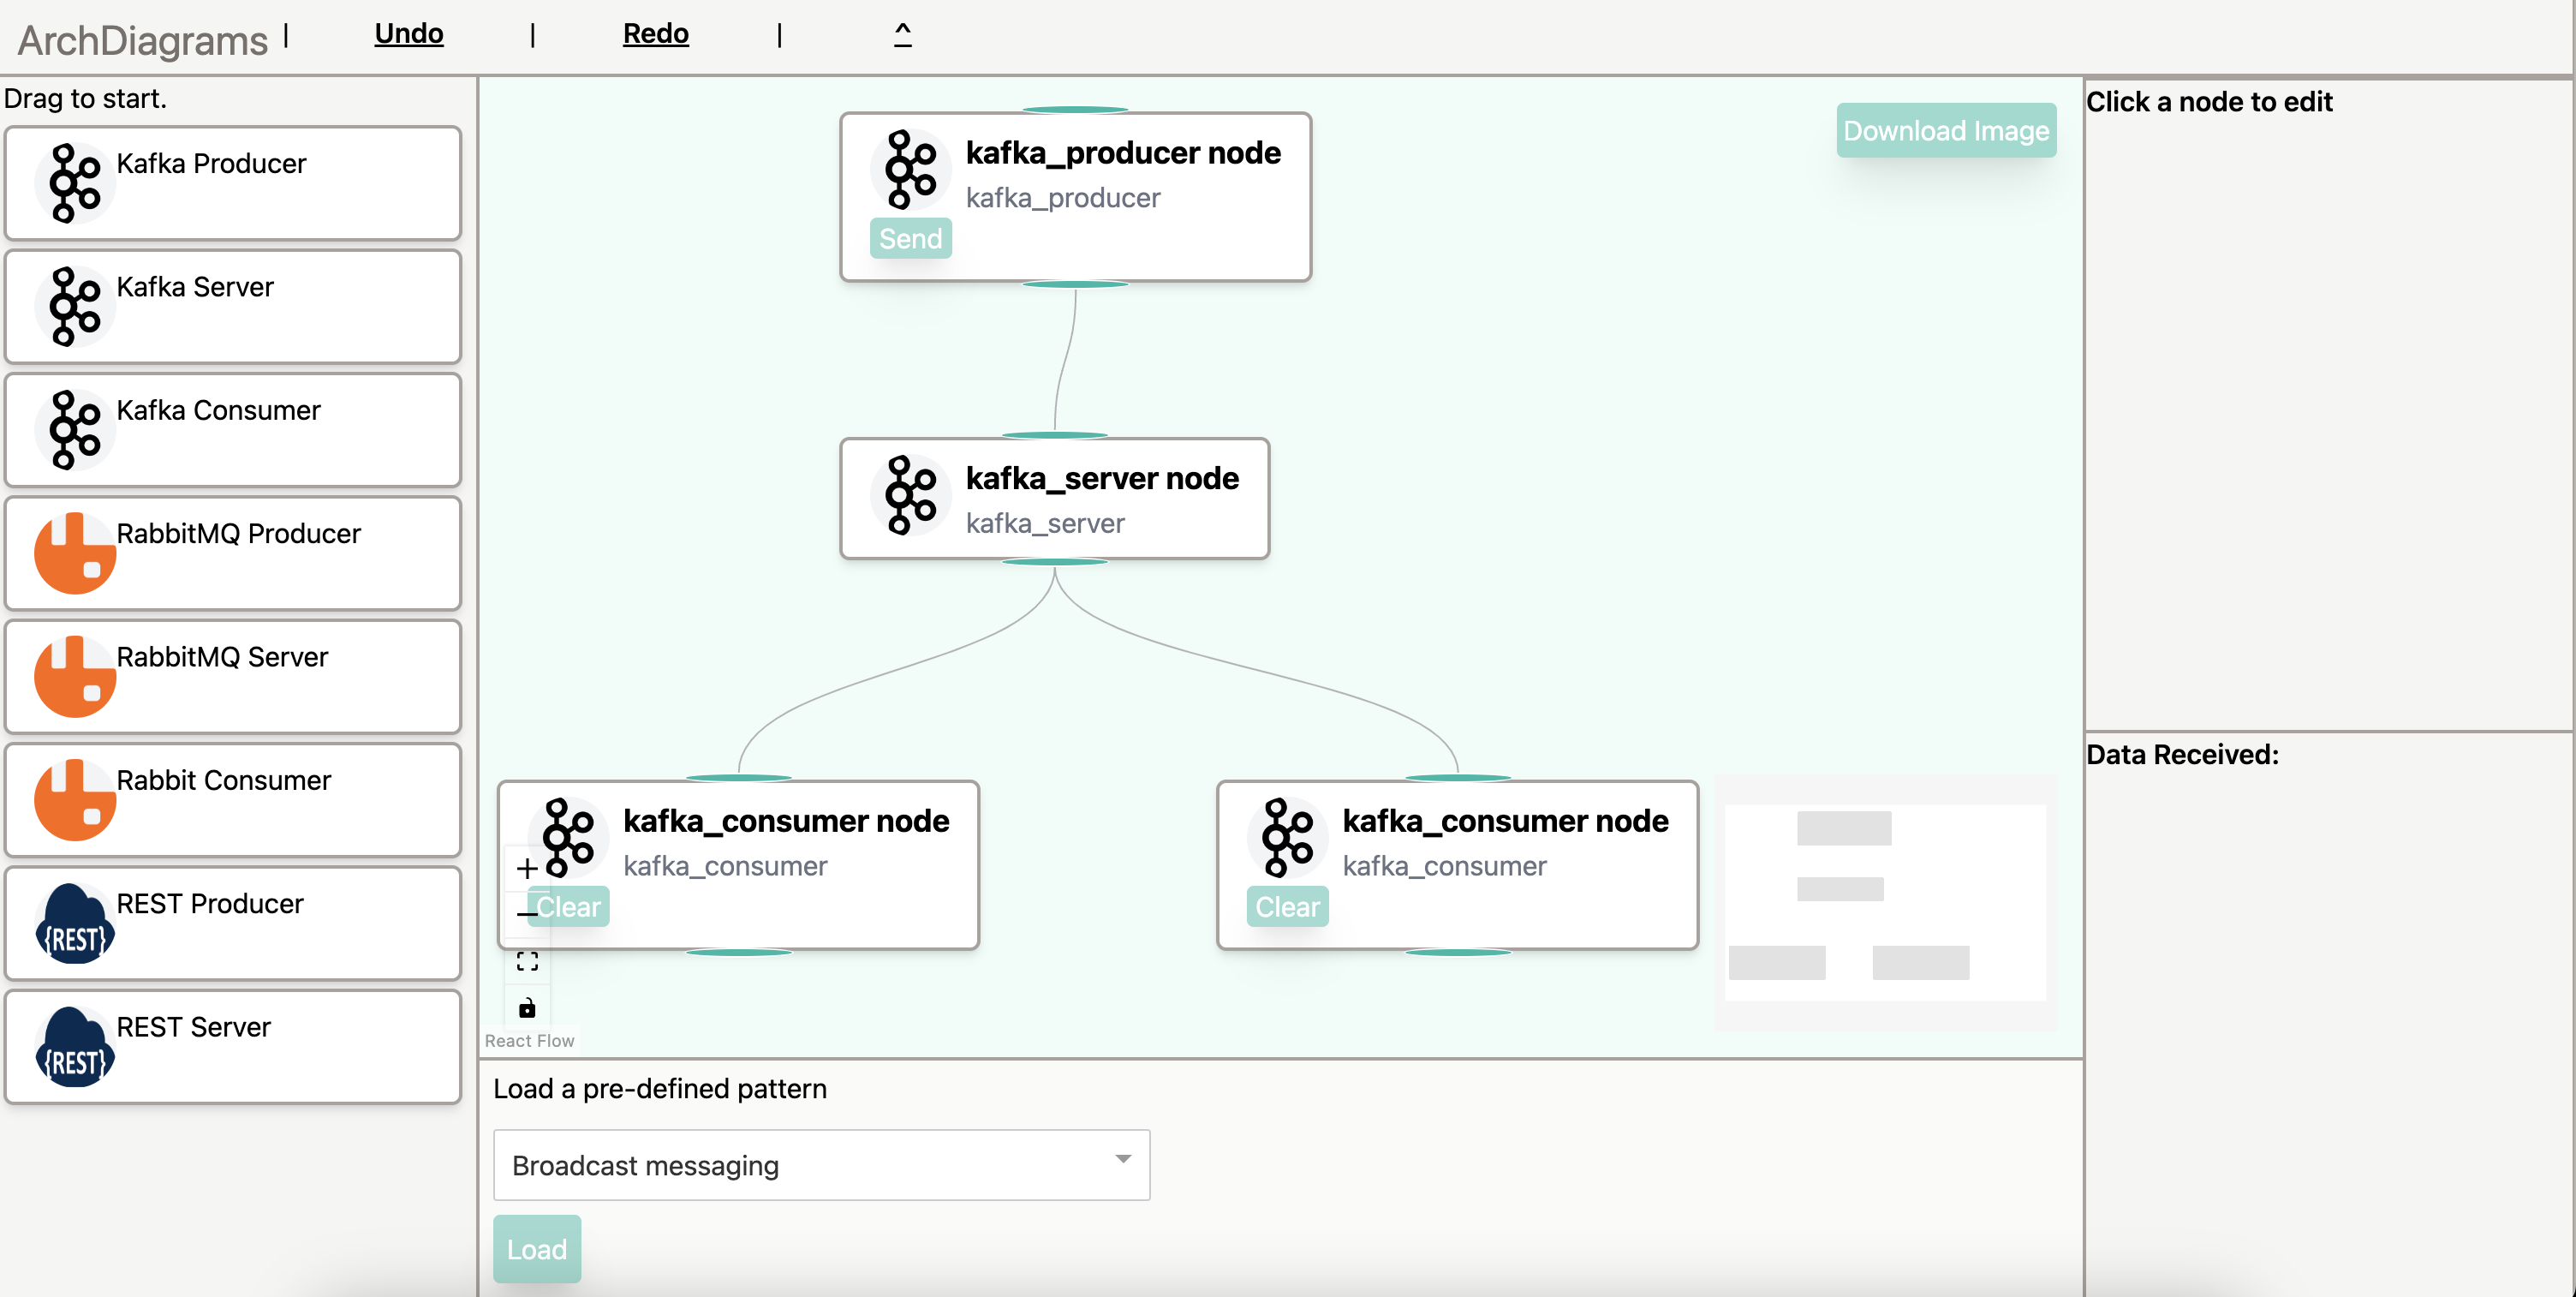 ArchDiagrams | Undo | Redo | ^
Drag to start.
Kafka Producer
Kafka Server
Kafka Consumer
RabbitMQ Producer
RabbitMQ Server
Rabbit Consumer
{REST}
REST Producer
{REST}
REST Server
kafka_producer node
kafka_producer
Send
Download Image
kafka_server node
kafka_server
kafka_consumer node
kafka_consumer
Clear
kafka_consumer node
kafka_consumer
Clear
React Flow
Load a pre-defined pattern
Broadcast messaging
Load
Click a node to edit
Data Received: